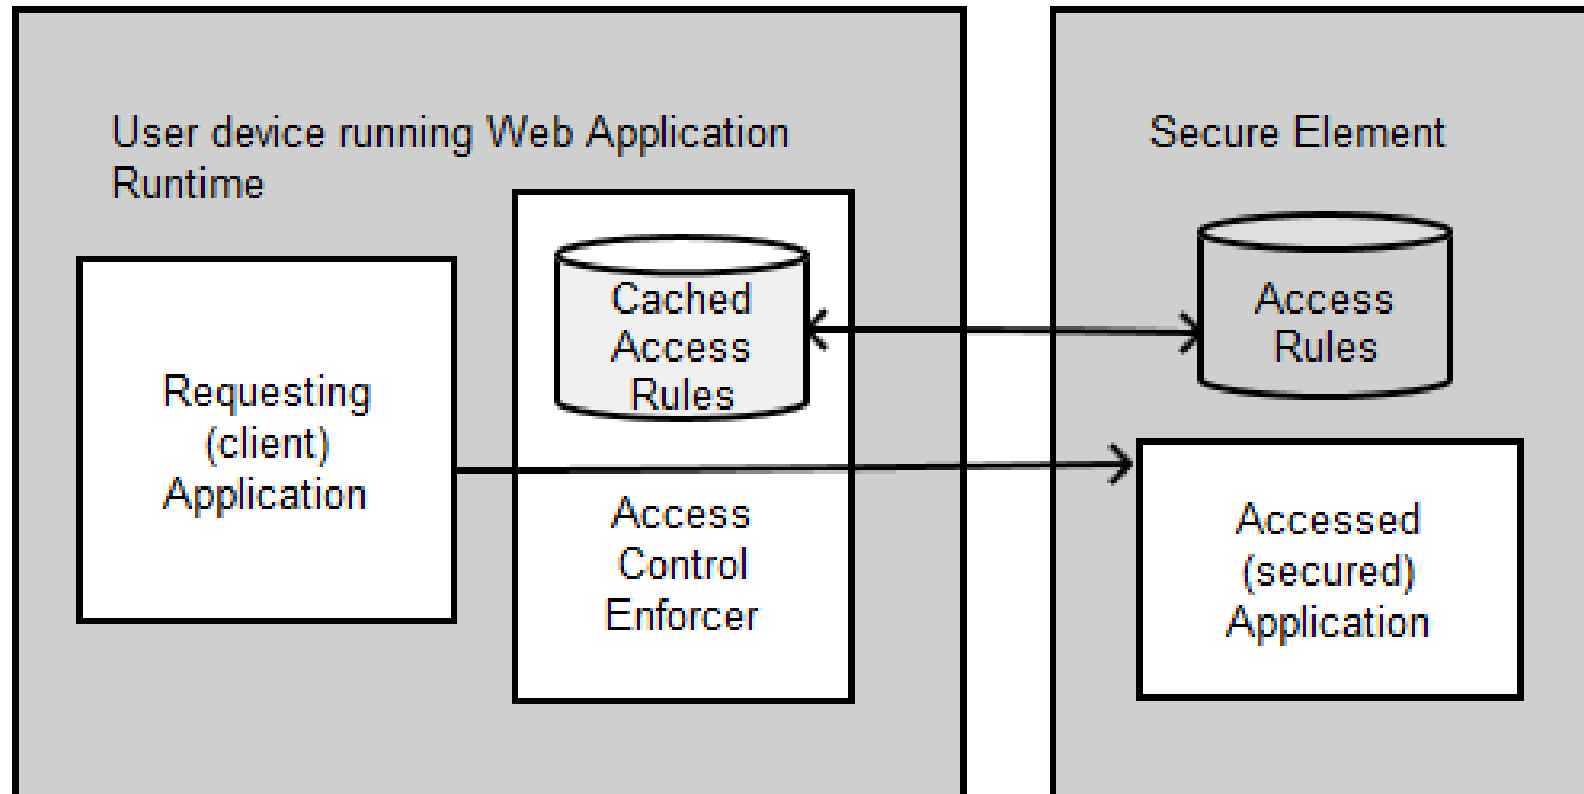 User device running Web Application
Runtime
Secure Element
Cached
Access
Rules
Access
Rules
Requesting
(client)
Application
Access
Control
Enforcer
Accessed
(secured)
Application